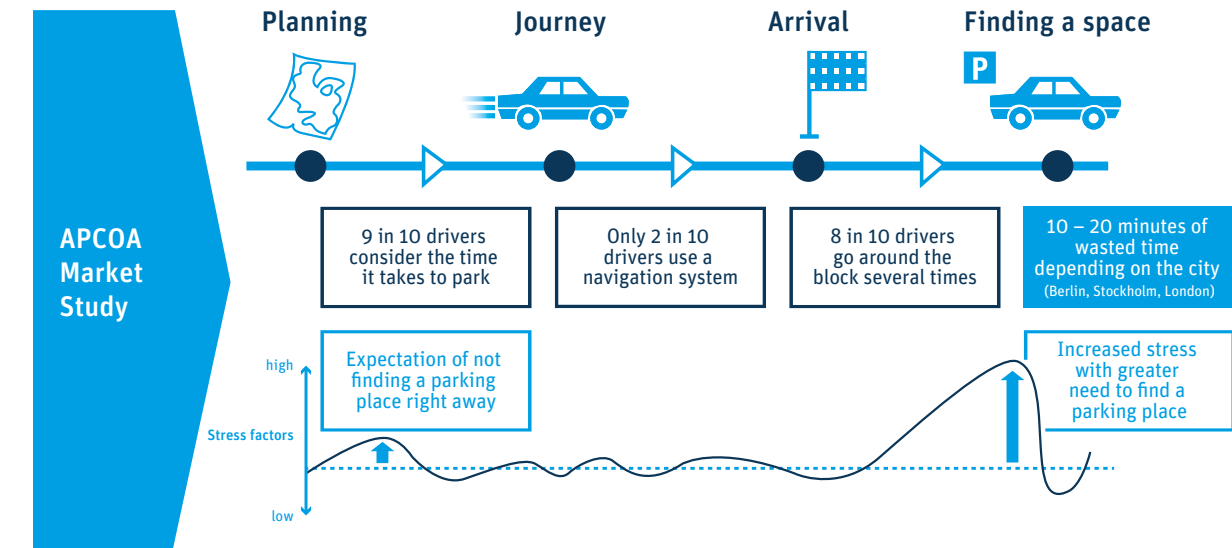 Planning
Journey
Arrival
Finding a space
P
APCOA
Market
Study
9 in 10 drivers
consider the time
it takes to park
Only 2 in 10
drivers use a
navigation system
8 in 10 drivers
go around the
block several times
10 – 20 minutes of
wasted time
depending on the city
(Berlin, Stockholm, London)
high
Stress factors
low
Expectation of not
finding a parking
place right away
Increased stress
with greater
need to find a
parking place